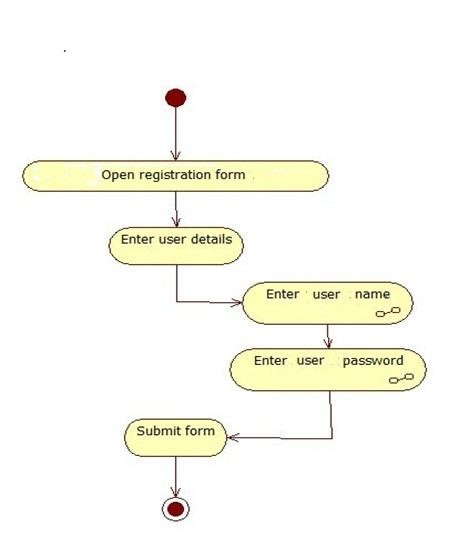 Open registration form
Enter user details
Enter user name
Enter user password
Submit form